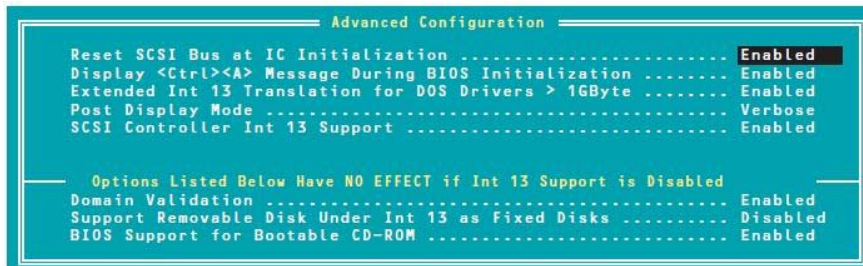 Advanced Configuration
Reset SCSI Bus at IC Initialization ......................... Enabled
Display <Ctrl><A> Message During BIOS Initialization ........ Enabled
Extended Int 13 Translation for DOS Drivers > 1GByte ........ Enabled
Post Display Mode ........................................... Verbose
SCSI Controller Int 13 Support .............................. Enabled
Options Listed Below Have NO EFFECT if Int 13 Support is Disabled
Domain Validation ........................................... Enabled
Support Removable Disk Under Int 13 as Fixed Disks .......... Disabled
BIOS Support for Bootable CD-ROM ............................ Enabled